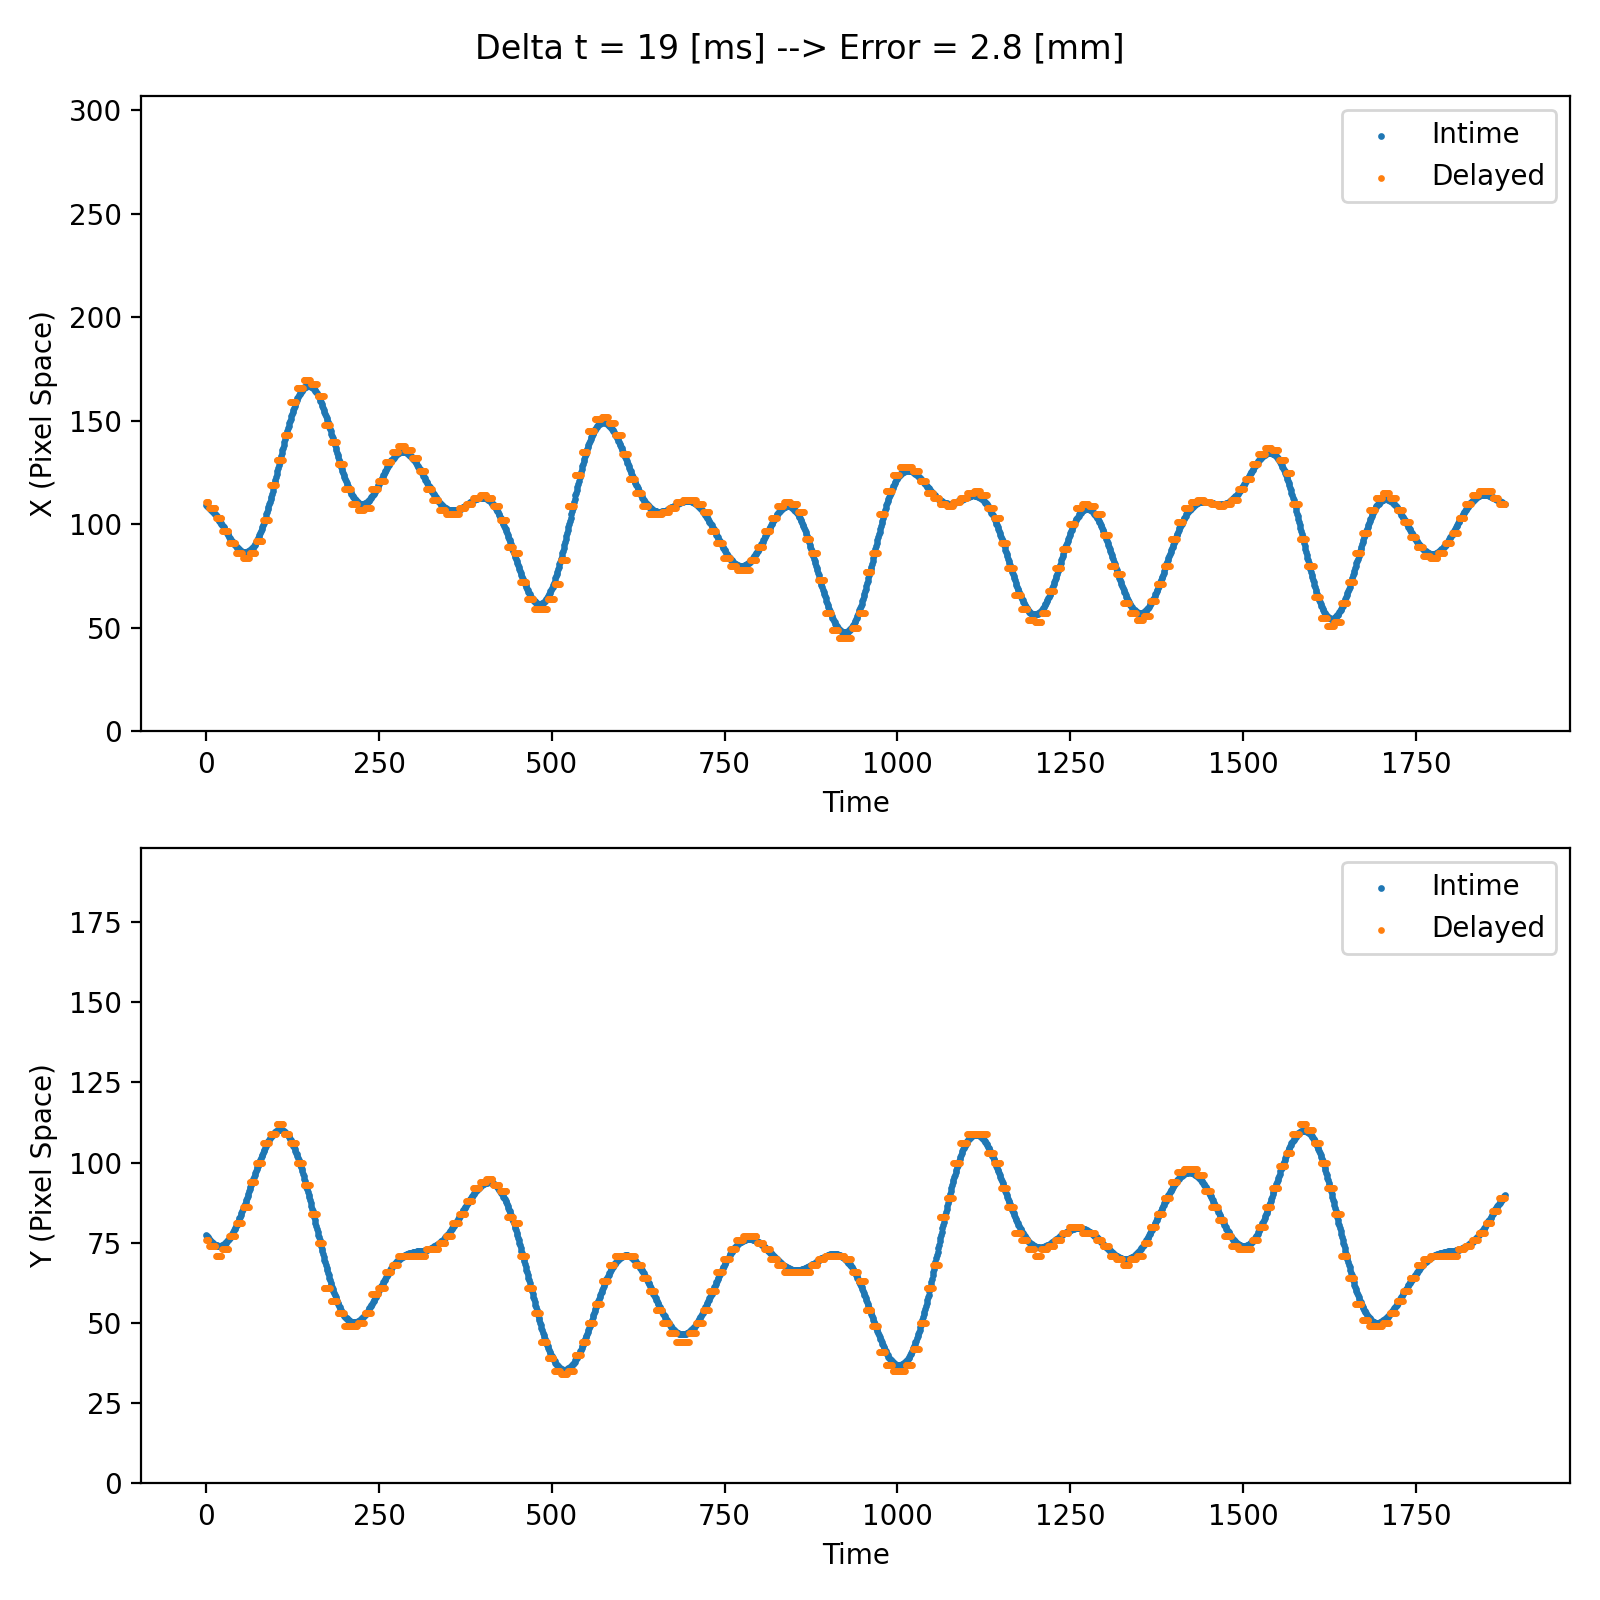 Delta t = 19 [ms] --> Error = 2.8 [mm]
300
250
200
150
100
50
0
X (Pixel Space)
Intime
Delayed
0 250 500 750 1000 1250 1500 1750
Time
175
150
125
100
75
50
25
0
Y (Pixel Space)
Intime
Delayed
0 250 500 750 1000 1250 1500 1750
Time